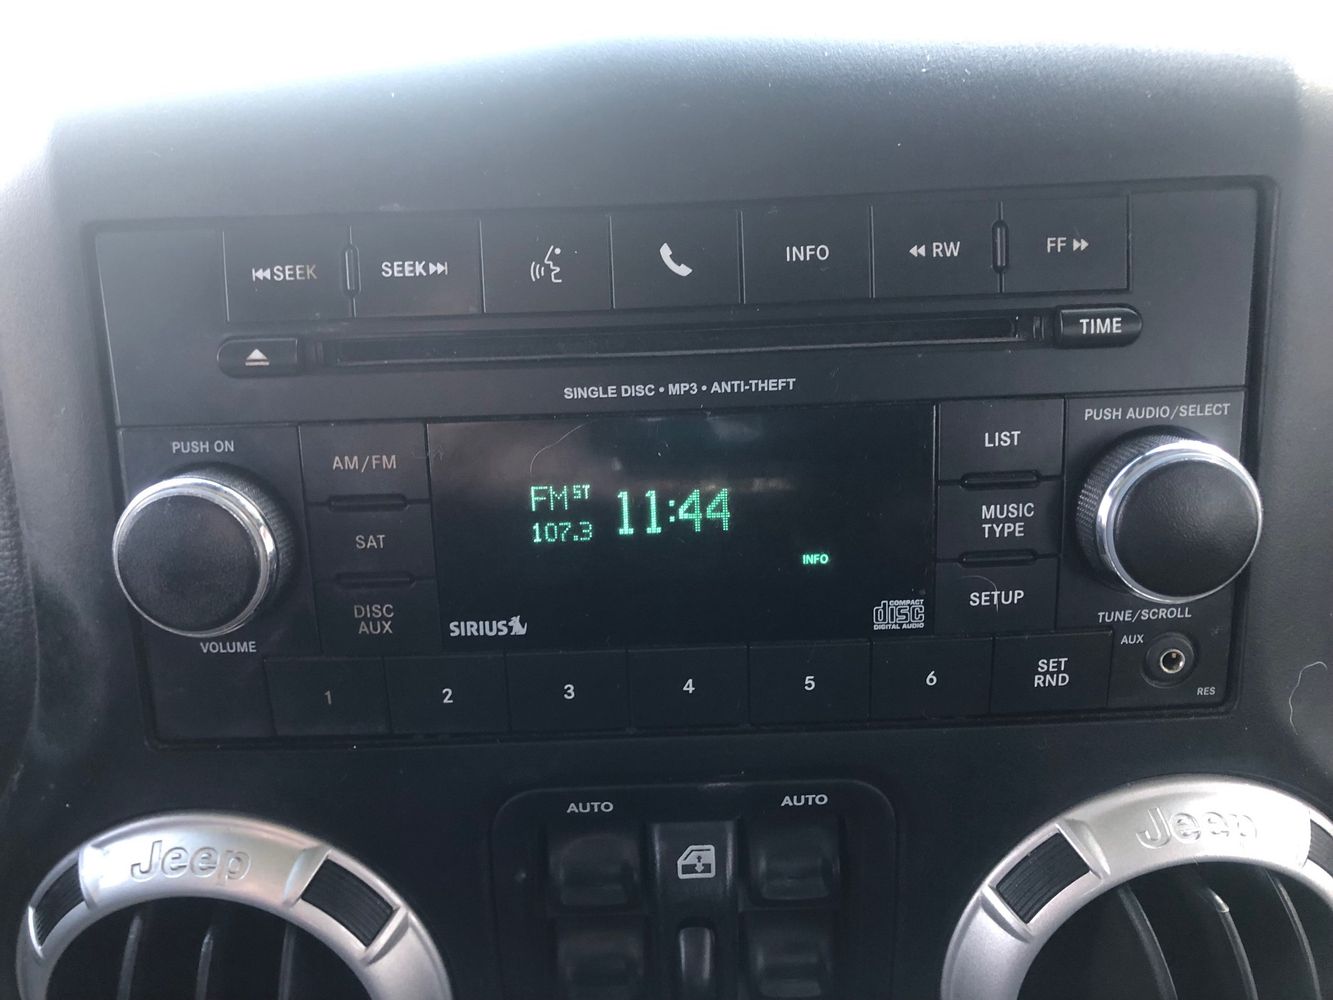 SEEK
SEEK
INFO
RW
FF
TIME
SINGLE DISC • MP3 • ANTI-THEFT
PUSH ON
VOLUME
AM/FM
SAT
DISC
AUX
FM ST
107.3
11:44
INFO
SIRIUS
COMPACT
disc
DIGITAL AUDIO
LIST
MUSIC
TYPE
SETUP
PUSH AUDIO/SELECT
TUNE/SCROLL
AUX
RES
1
2
3
4
5
6
SET
RND
AUTO
AUTO
Jeep
Jeep